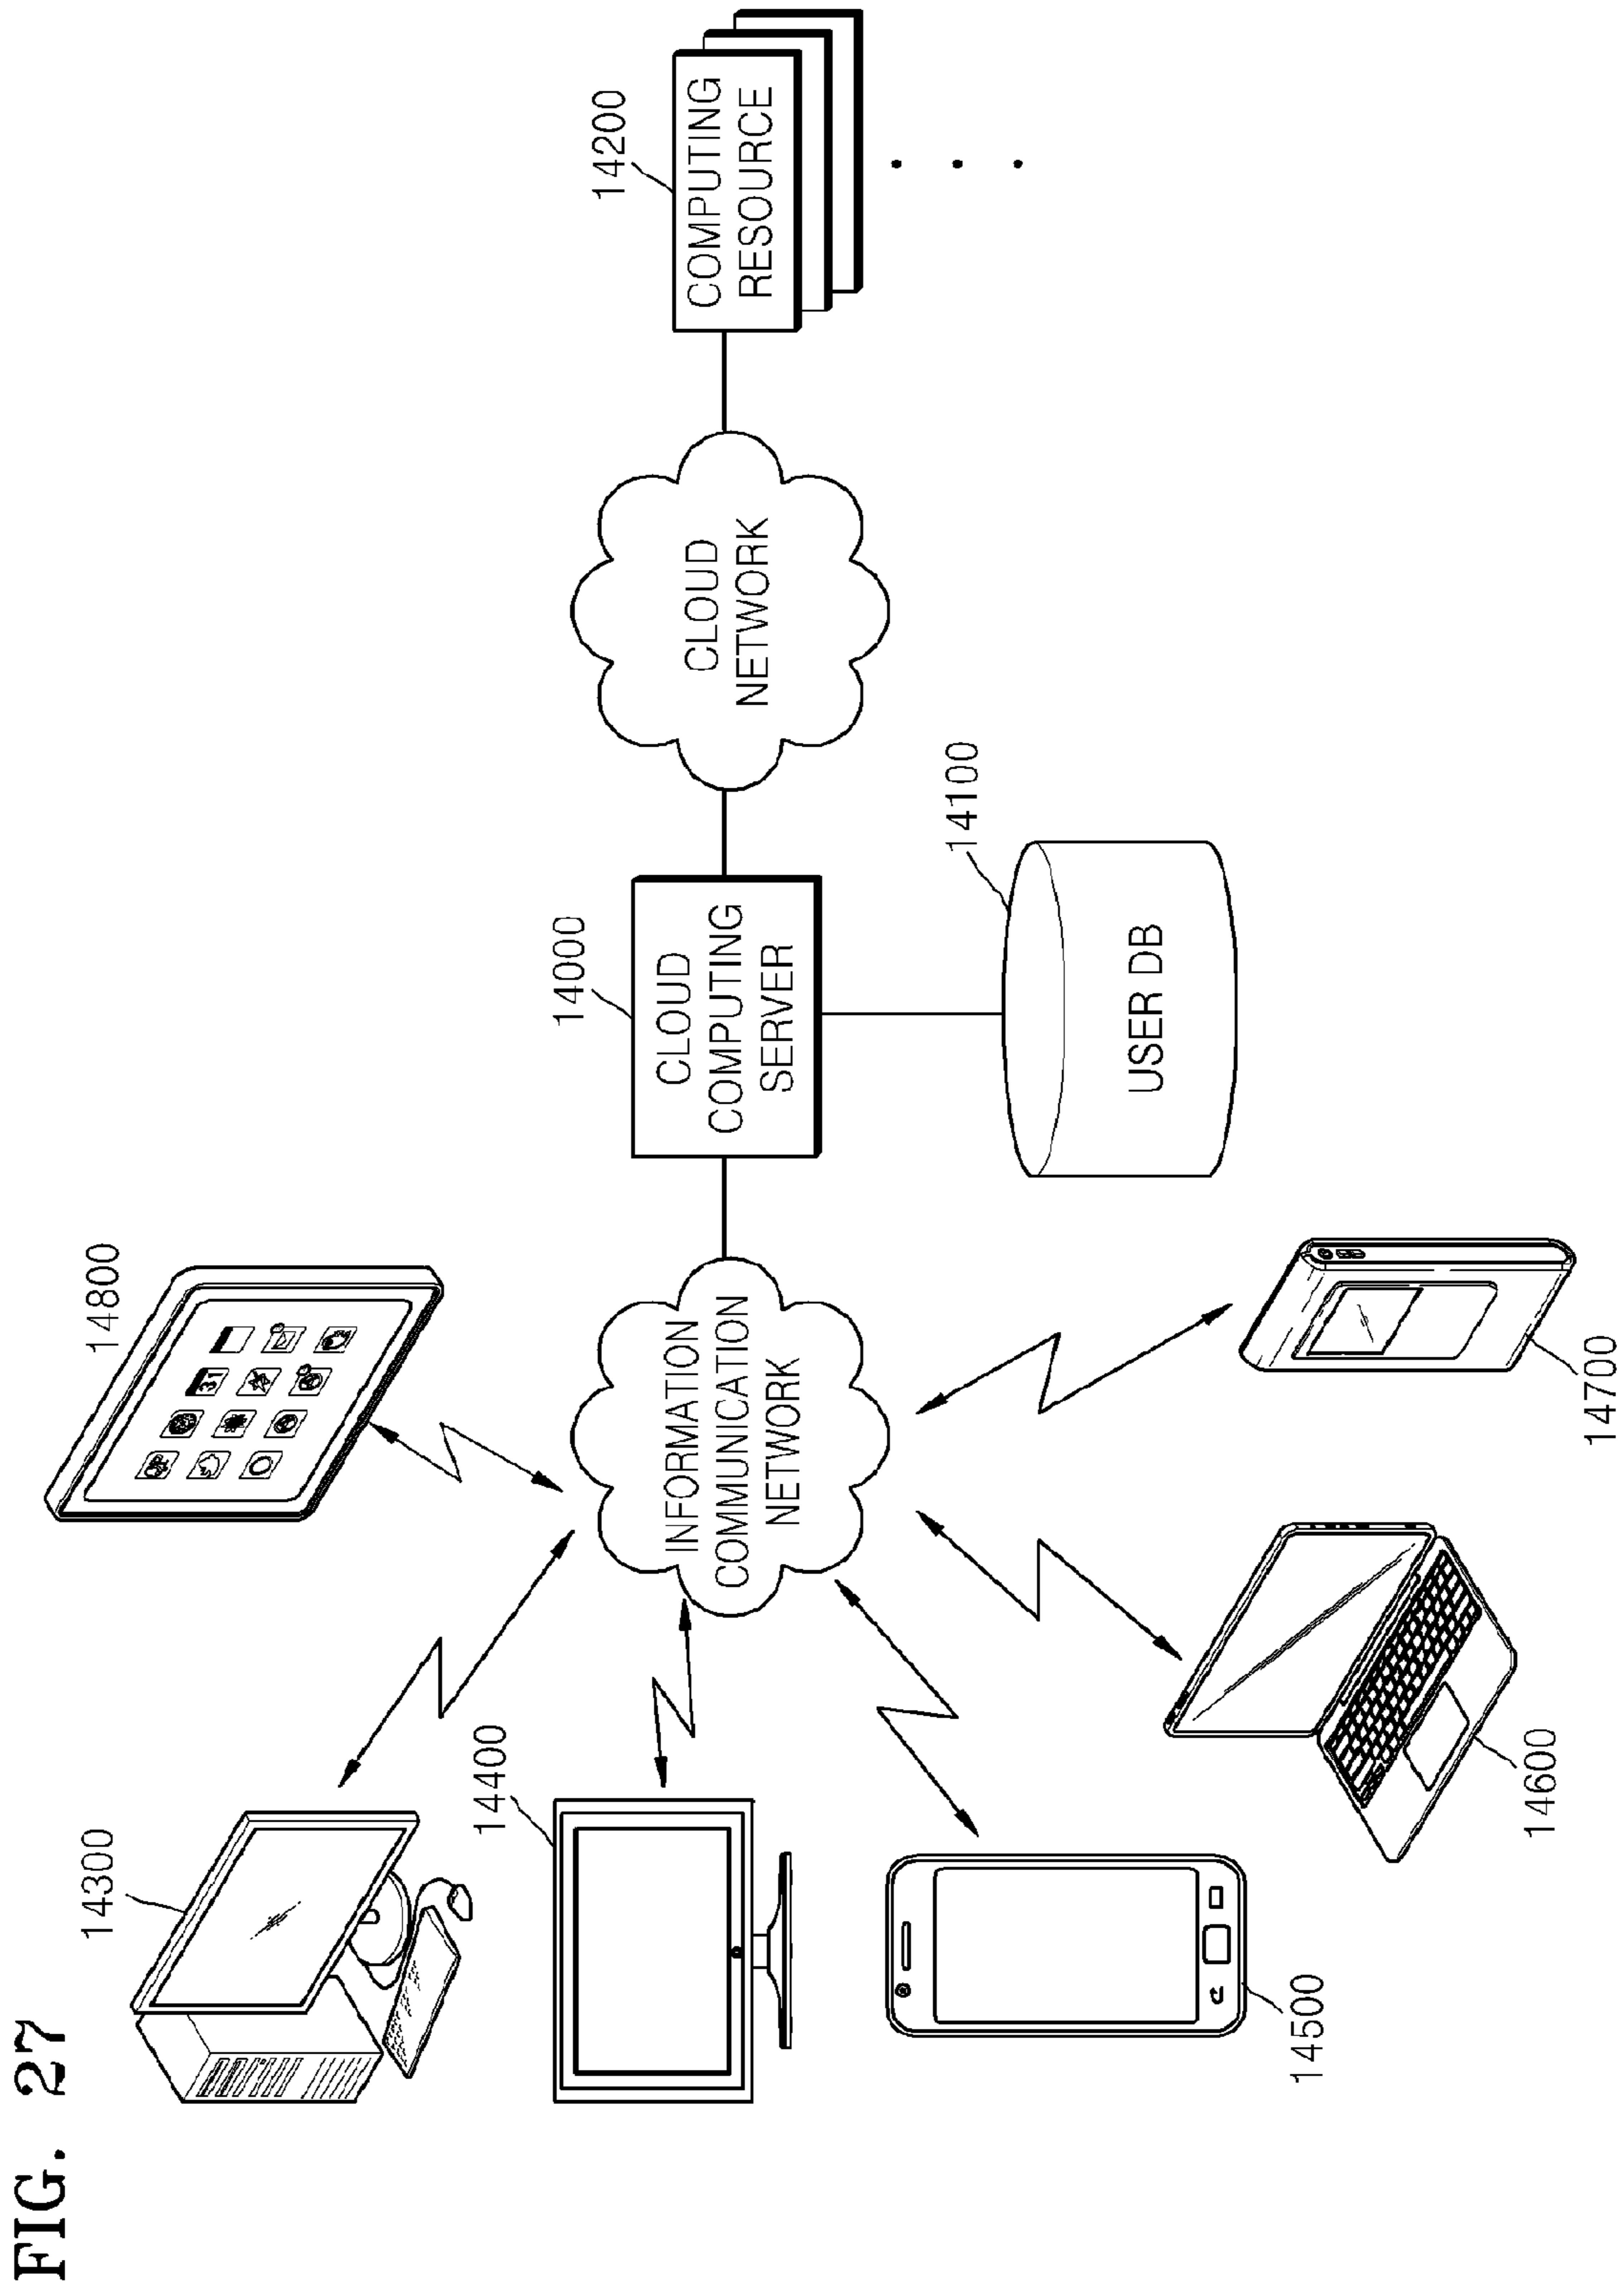 FIG. 27
14300
14800
14400
14000
14200
INFORMATION
COMMUNICATION
NETWORK
CLOUD
COMPUTING
SERVER
CLOUD
NETWORK
COMPUTING
RESOURCE
31
14500
14600
14700
14100
USER DB